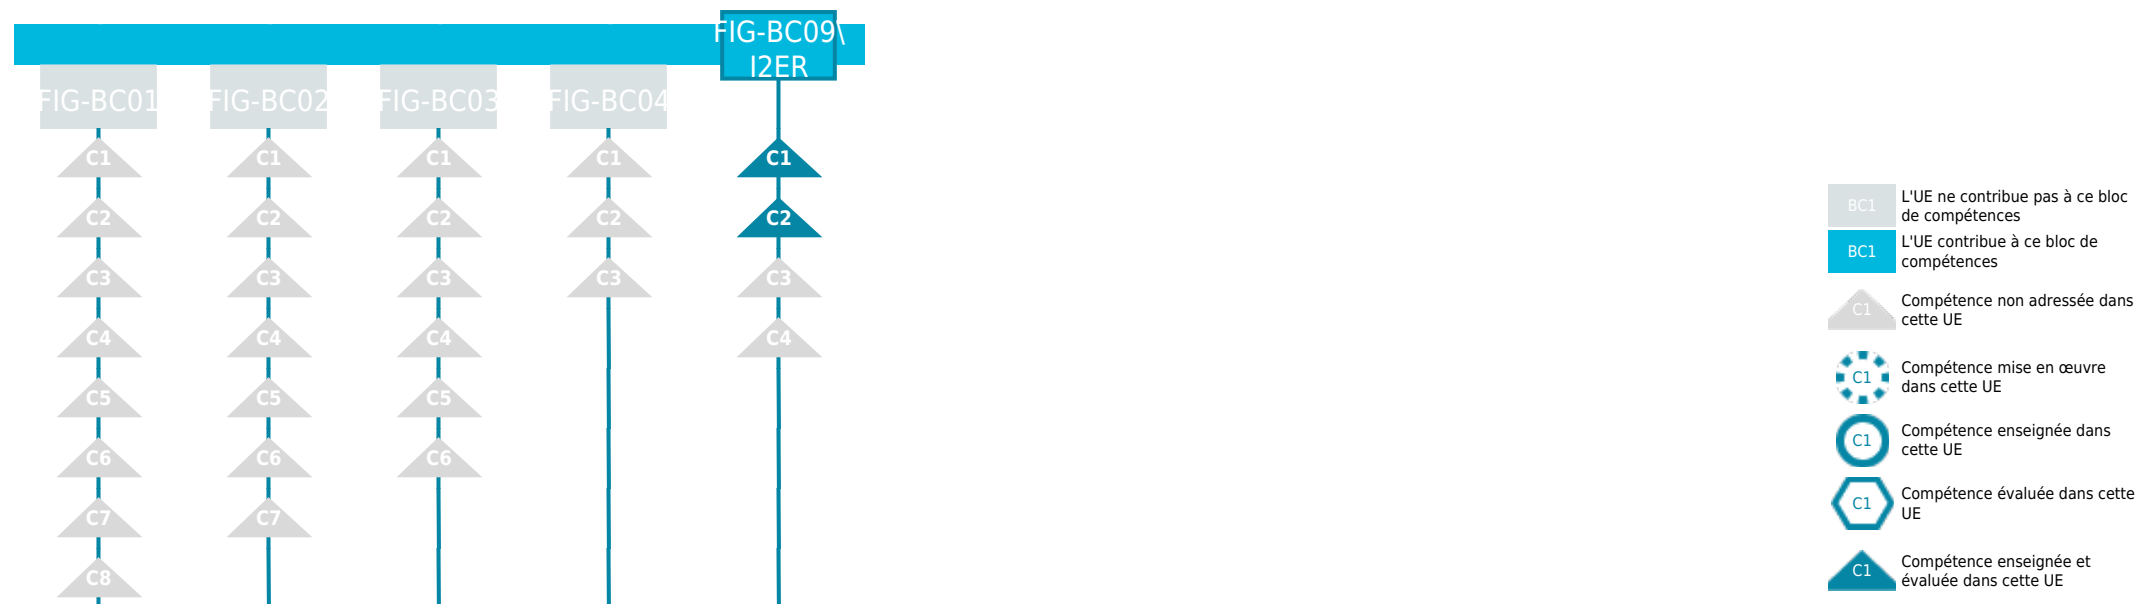 FIG-BC09\
I2ER
FIG-BC01 FIG-BC02 FIG-BC03 FIG-BC04
C1 C1 C1 C1 C1
C2 C2 C2 C2 C2
C3 C3 C3 C3 C3
C4 C4 C4 C4
C5 C5 C5
C6 C6 C6
C7 C7
C8
BC1 L'UE ne contribue pas à ce bloc
de compétences
BC1 L'UE contribue à ce bloc de
compétences
C1 Compétence non adressée dans
cette UE
C1 Compétence mise en œuvre
dans cette UE
C1 Compétence enseignée dans
cette UE
C1 Compétence évaluée dans cette
UE
C1 Compétence enseignée et
évaluée dans cette UE